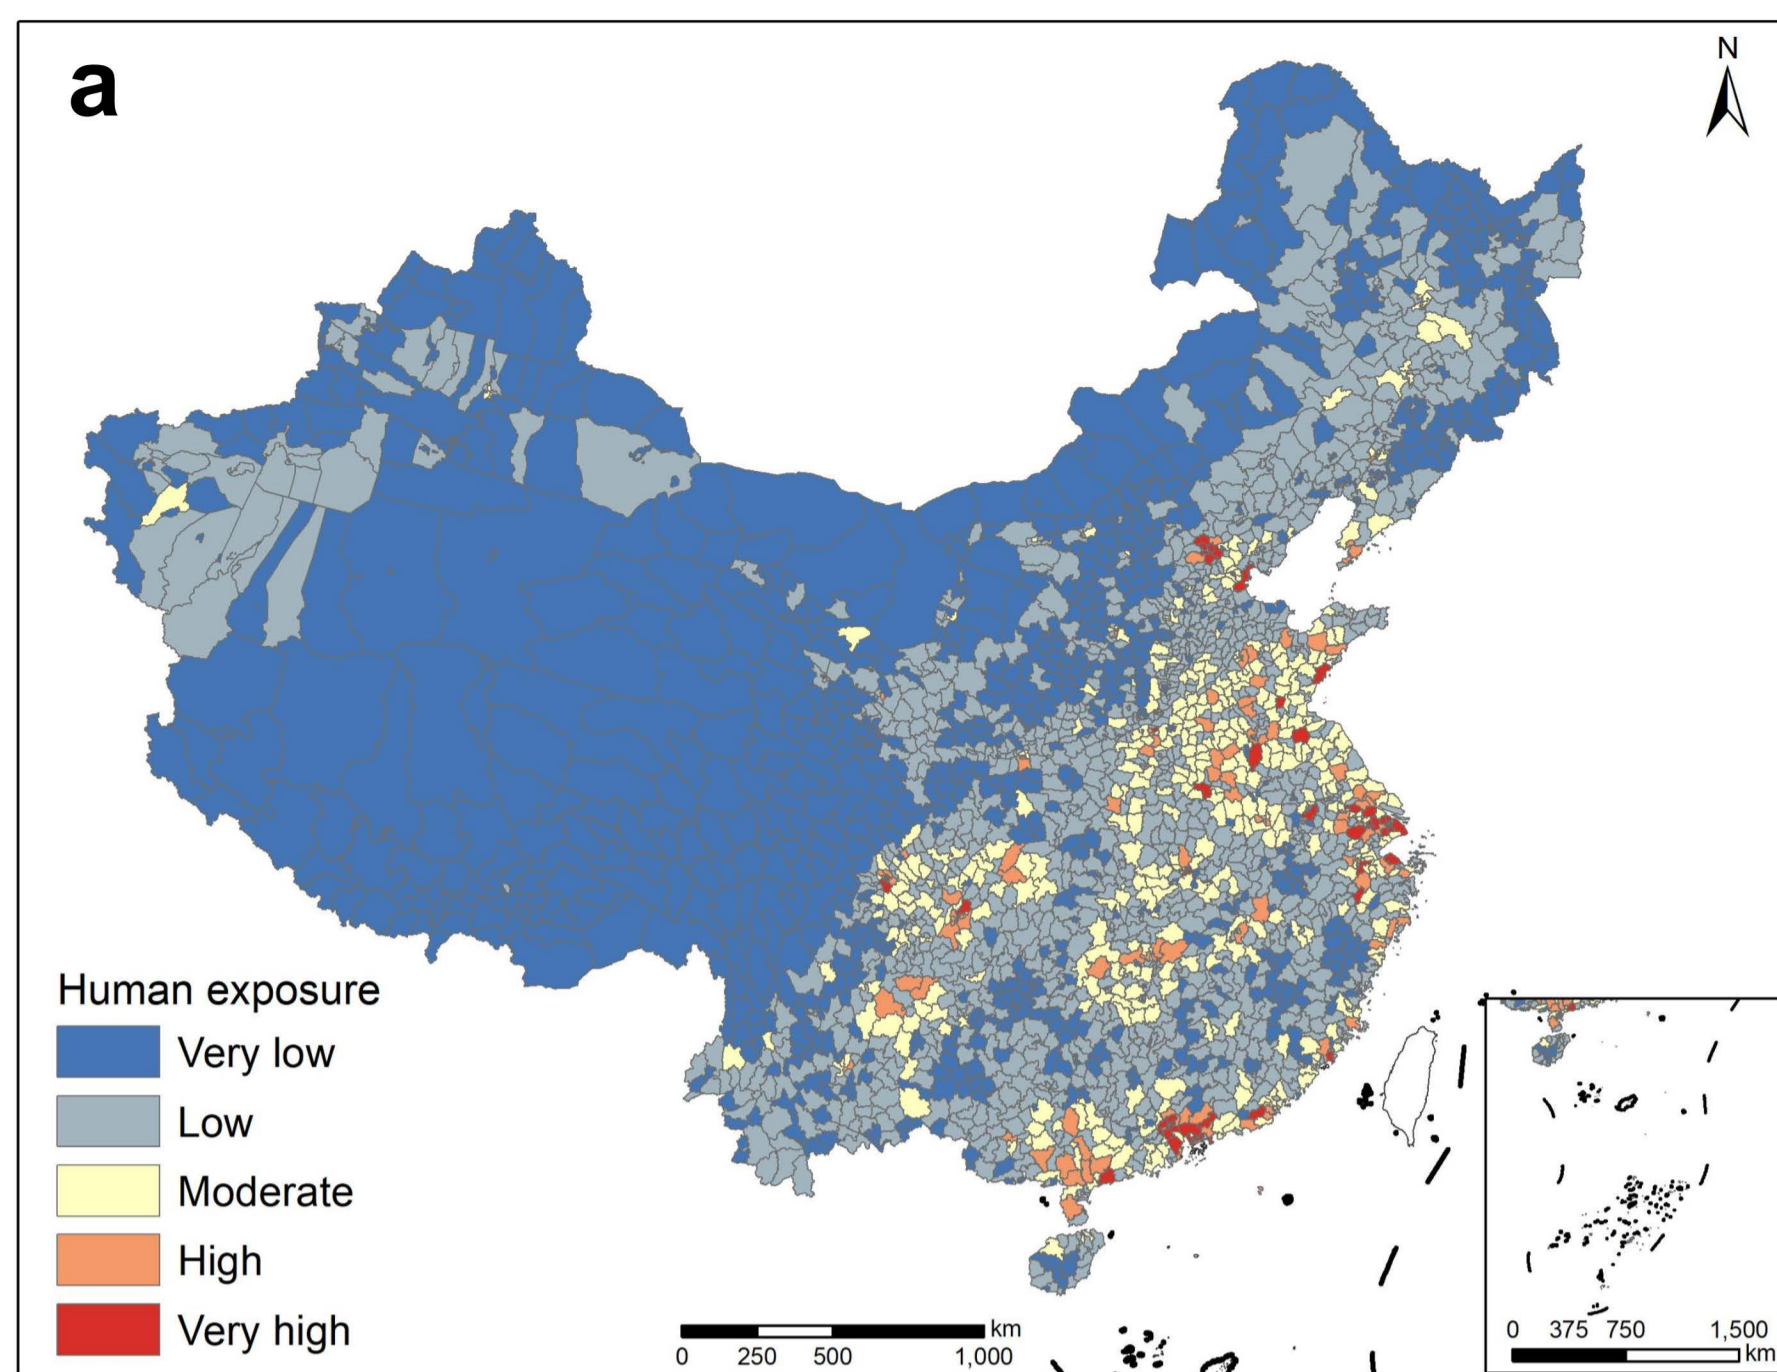 a
N
Human exposure
Very low
Low
Moderate
High
Very high
km
0 250 500 1,000
0 375 750 1,500
km